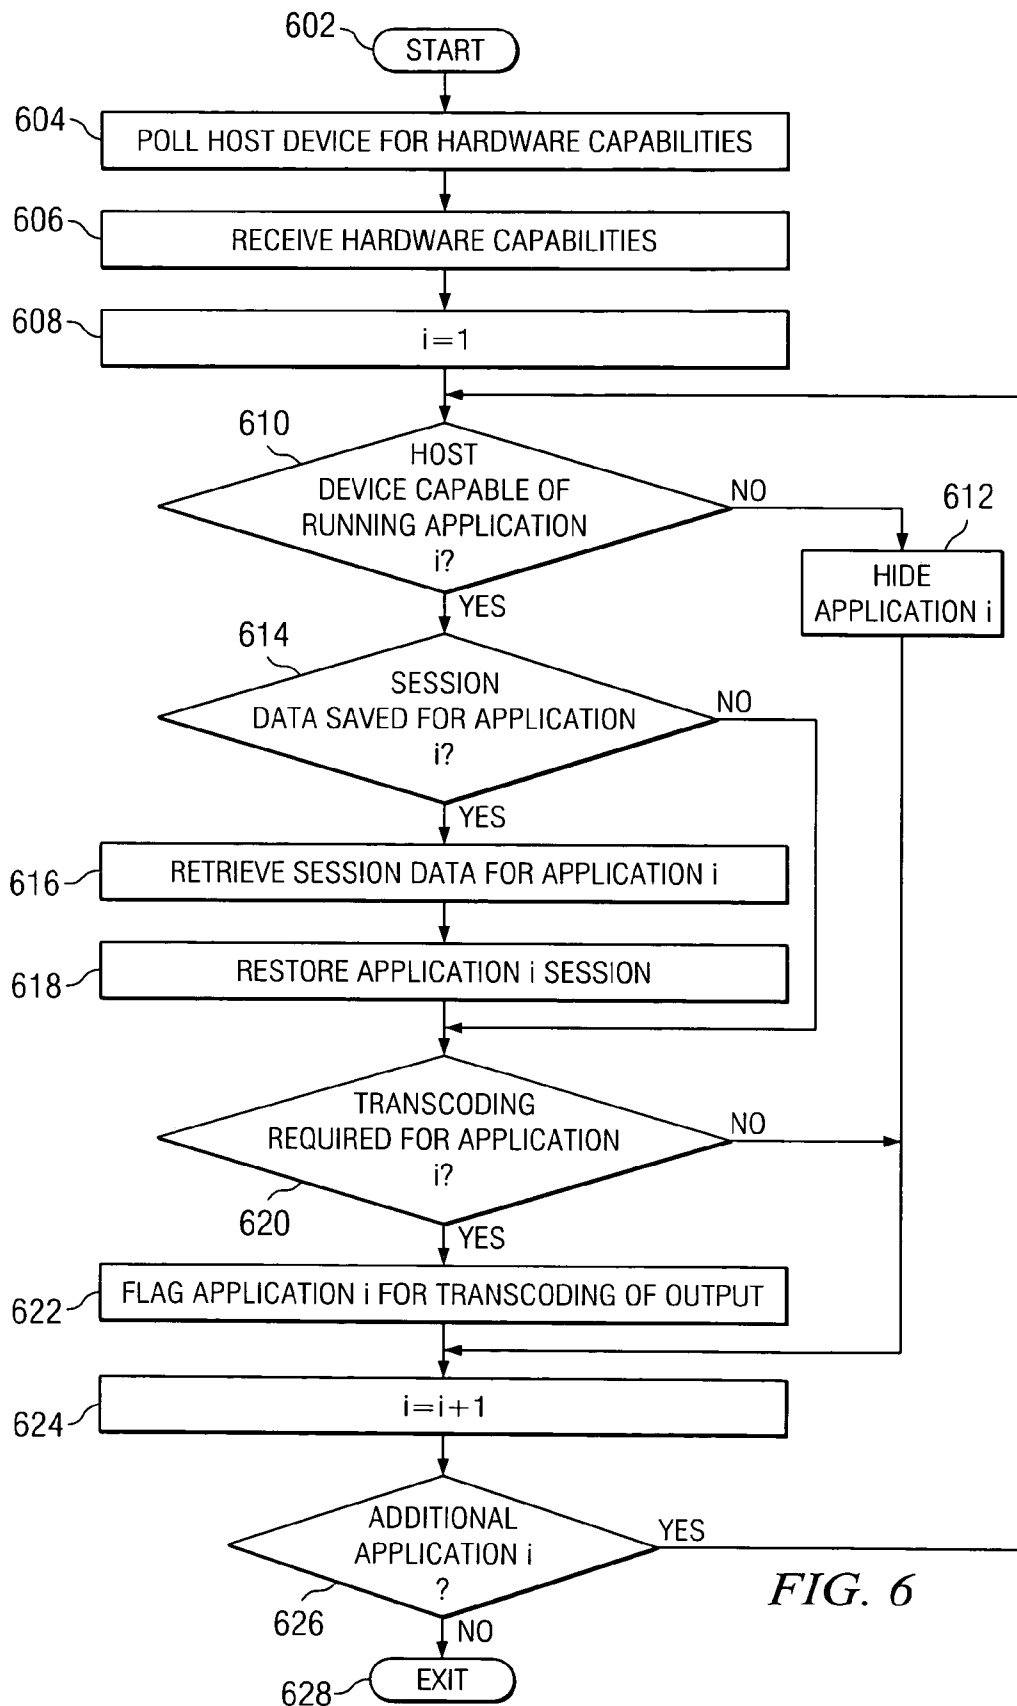 602
START
604
POLL HOST DEVICE FOR HARDWARE CAPABILITIES
606
RECEIVE HARDWARE CAPABILITIES
608
i=1
610
HOST
DEVICE CAPABLE OF
RUNNING APPLICATION
i?
NO
YES
612
HIDE
APPLICATION i
614
SESSION
DATA SAVED FOR APPLICATION
i?
NO
YES
616
RETRIEVE SESSION DATA FOR APPLICATION i
618
RESTORE APPLICATION i SESSION
TRANSCODING
REQUIRED FOR APPLICATION
i?
NO
620
YES
622
FLAG APPLICATION i FOR TRANSCODING OF OUTPUT
624
i=i+1
ADDITIONAL
APPLICATION i
?
YES
626
NO
FIG. 6
628
EXIT